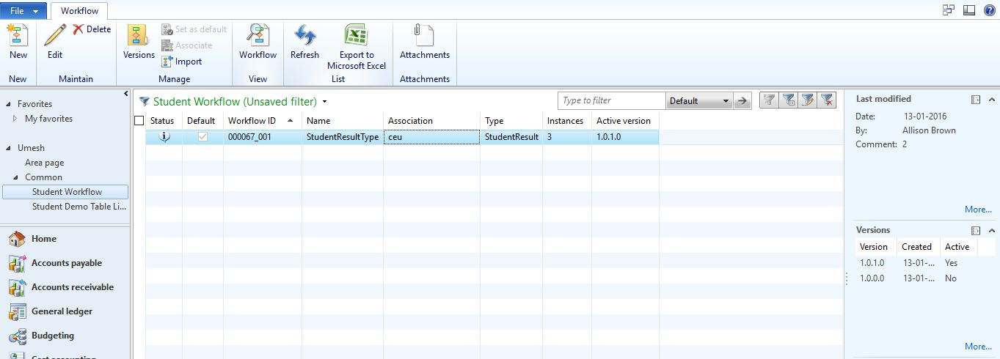 File Workflow
New Edit Delete Versions Set as default Associate Import Workflow Refresh Export to Microsoft Excel Attachments
New Maintain Manage View List Attachments
Favorites
My favorites
Umesh
Area page
Common
Student Workflow
Student Demo Table Li...
Home
Accounts payable
Accounts receivable
General ledger
Budgeting
Cost accounting
Student Workflow (Unsaved filter) Type to filter Default
Status Default Workflow ID Name Association Type Instances Active version
000067_001 StudentResultType ceu StudentResult 3 1.0.1.0
Last modified
Date: 13-01-2016
By: Allison Brown
Comment: 2
More...
Versions
Version Created Active
1.0.1.0 13-01-... Yes
1.0.0.0 13-01-... No
More...